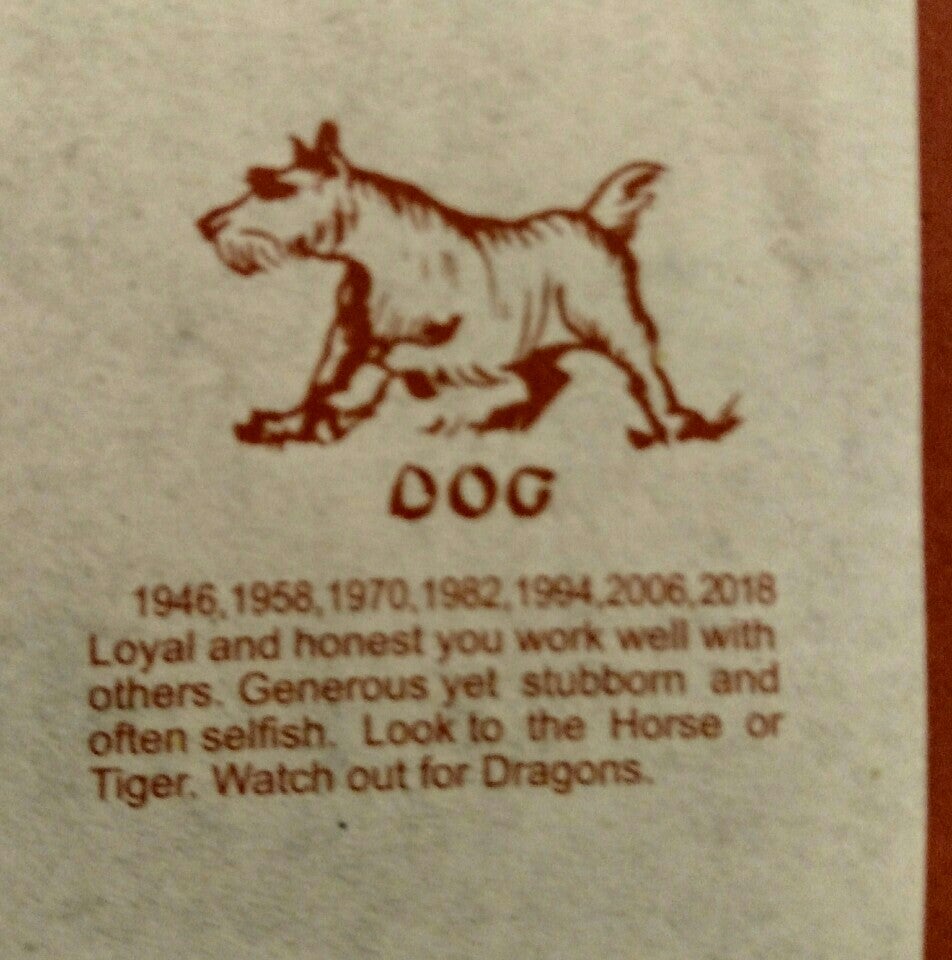 DOG
1946,1958,1970,1982,1994,2006,2018
Loyal and honest you work well with
others. Generous yet stubborn and
often selfish. Look to the Horse or
Tiger. Watch out for Dragons.